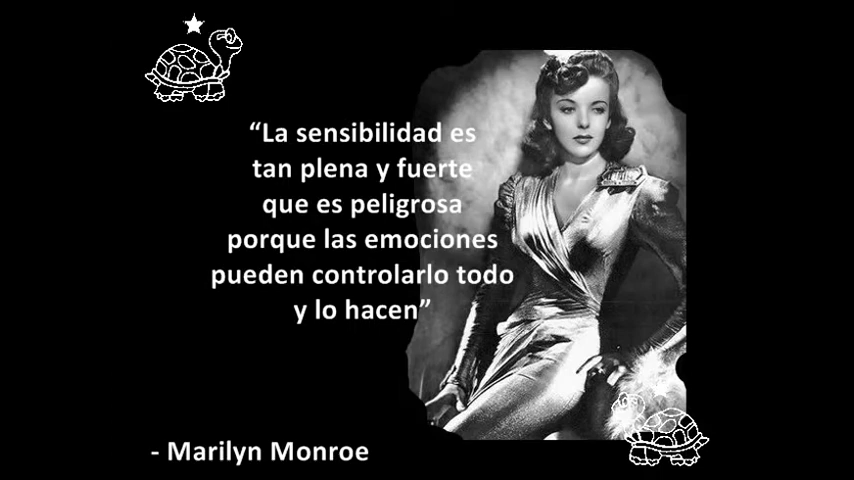 “La sensibilidad es
tan plena y fuerte
que es peligrosa
porque las emociones
pueden controlarlo todo
y lo hacen”
- Marilyn Monroe